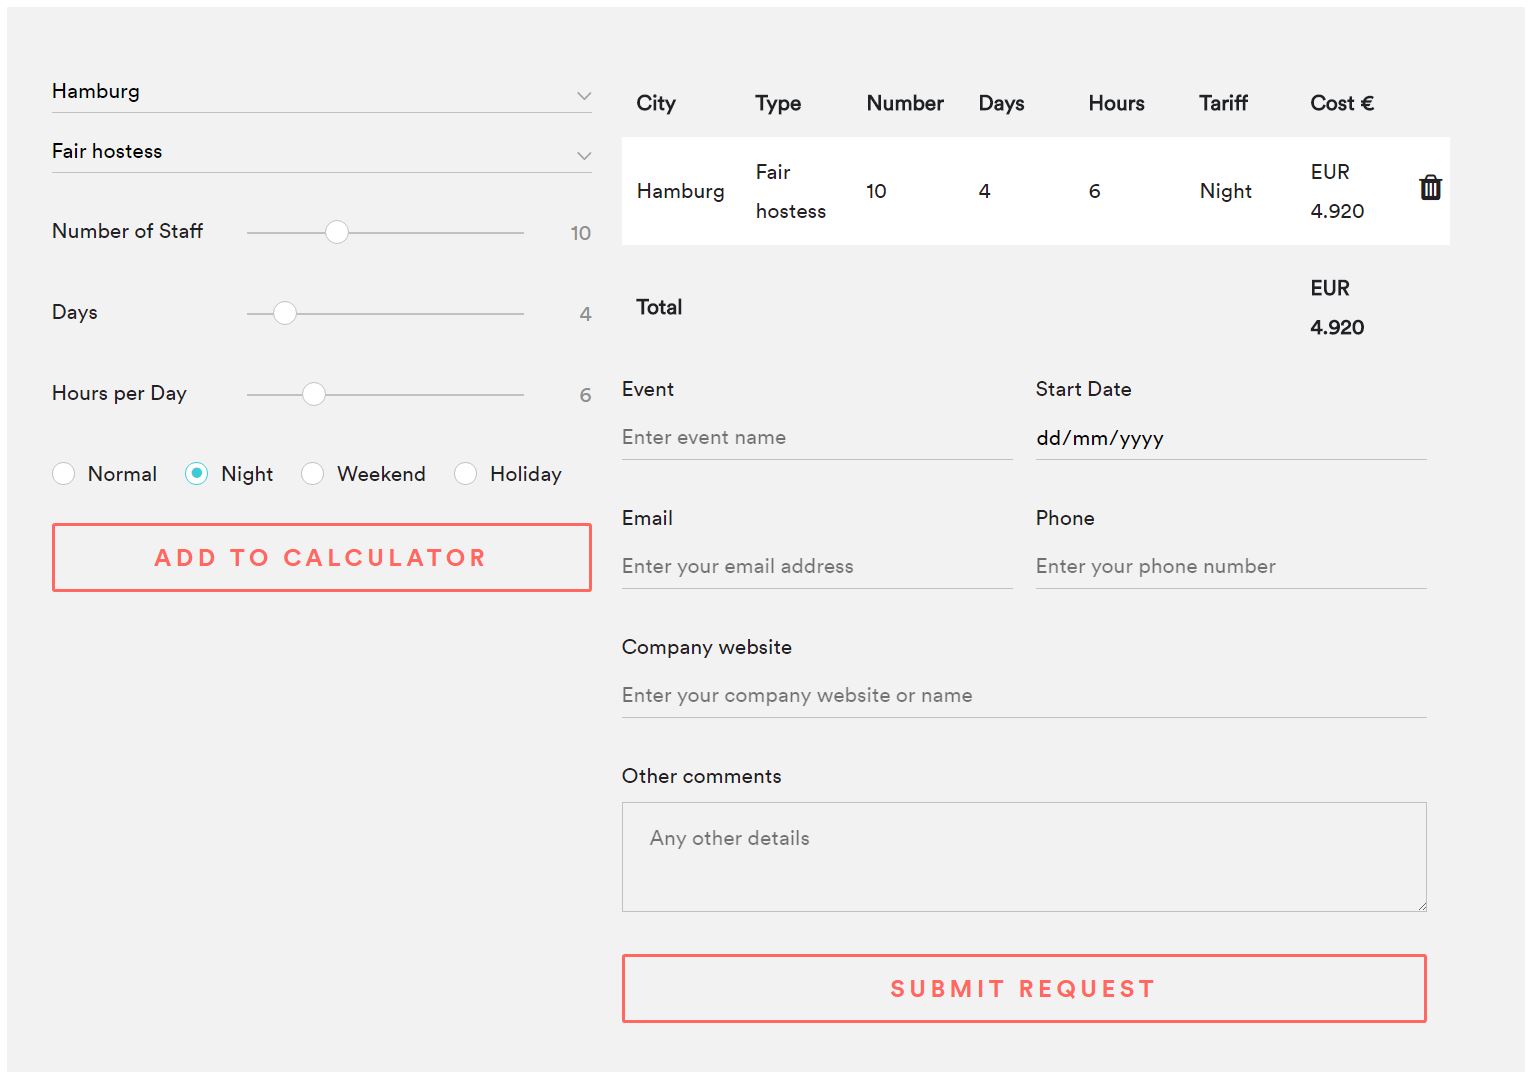 Hamburg
Fair hostess
Number of Staff 10
Days 4
Hours per Day 6
Normal Night Weekend Holiday
ADD TO CALCULATOR
City Type Number Days Hours Tariff Cost €
Hamburg Fair hostess 10 4 6 Night EUR 4.920
Total EUR 4.920
Event Start Date
Enter event name dd/mm/yyyy
Email Phone
Enter your email address Enter your phone number
Company website
Enter your company website or name
Other comments
Any other details
SUBMIT REQUEST